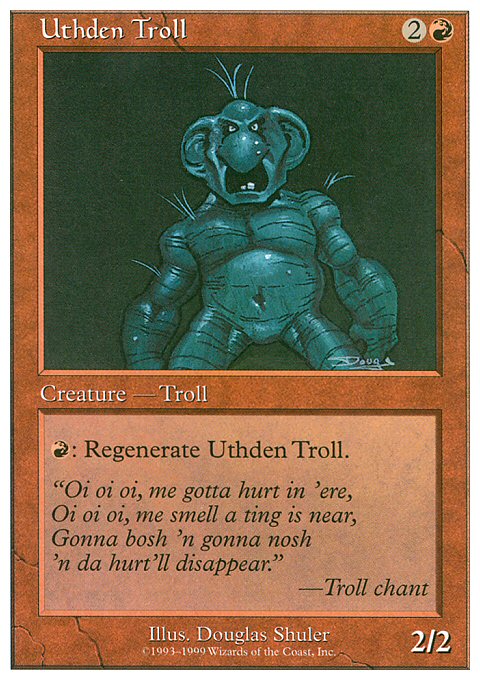 Uthden Troll 2
Doug S
Creature — Troll
: Regenerate Uthden Troll.
“Oi oi oi, me gotta hurt in ’ere,
Oi oi oi, me smell a ting is near,
Gonna bosh ’n gonna nosh
’n da hurt’ll disappear.”
—Troll chant
Illus. Douglas Shuler
©1993–1999 Wizards of the Coast, Inc.
2/2